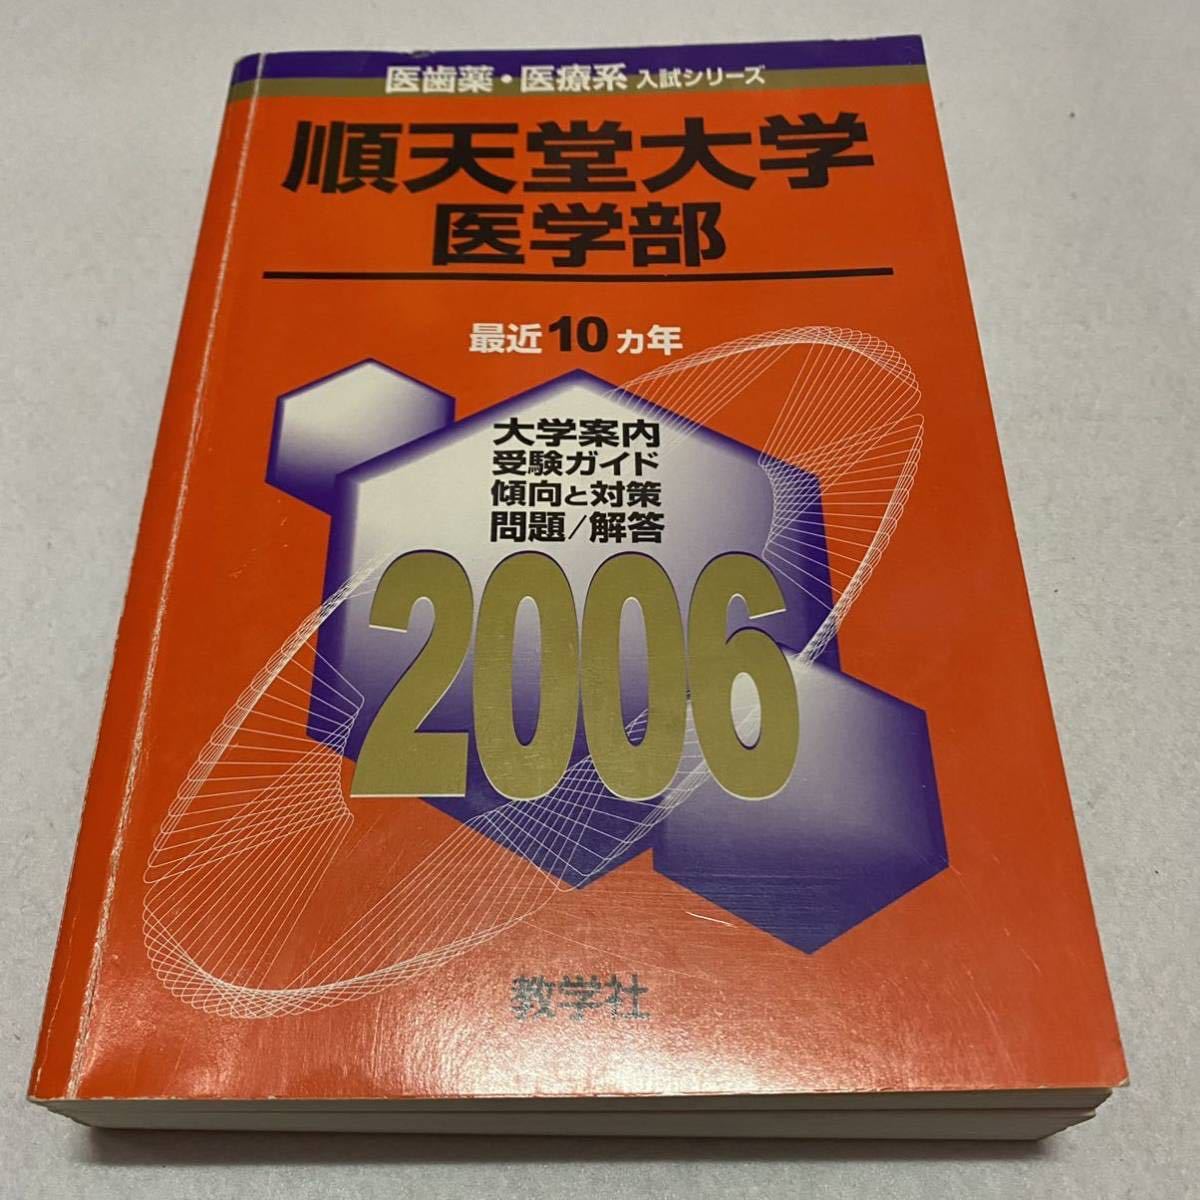 医歯薬・医療系 入試シリーズ
順天堂大学
医学部
最近10ヵ年
大学案内
受験ガイド
傾向と対策
問題/解答
2006
教学社